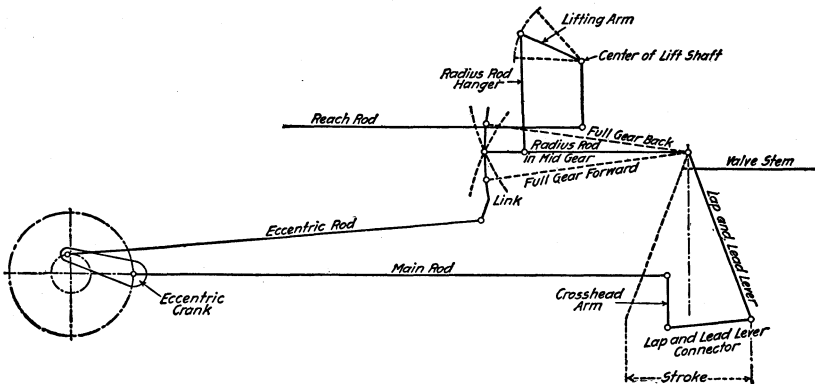 Lifting Arm
Center of Lift Shaft
Radius Rod
Hanger
Reach Rod
Full Gear Back
Radius Rod
in Mid Gear
Full Gear Forward
Valve Stem
Link
Eccentric Rod
Lap and Lead Lever
Main Rod
Eccentric
Crank
Crosshead
Arm
Lap and Lead Lever
Connector
Stroke